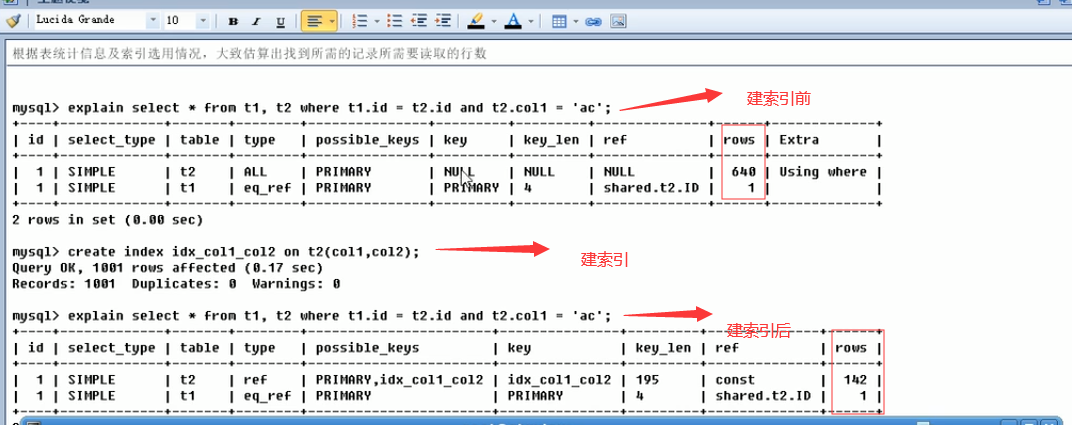 Lucida Grande 10 B I U A
根据表统计信息及索引选用情况，大致估算出找到所需的记录所需要读取的行数
mysql> explain select * from t1, t2 where t1.id = t2.id and t2.col1 = 'ac'; 建索引前
+----+-------------+-------+--------+---------------+---------+---------+--------------+------+-------------+
| id | select_type | table | type | possible_keys | key | key_len | ref | rows | Extra |
+----+-------------+-------+--------+---------------+---------+---------+--------------+------+-------------+
| 1 | SIMPLE | t2 | ALL | PRIMARY | NULL | NULL | NULL | 640 | Using where |
| 1 | SIMPLE | t1 | eq_ref | PRIMARY | PRIMARY | 4 | shared.t2.ID | 1 | |
+----+-------------+-------+--------+---------------+---------+---------+--------------+------+-------------+
2 rows in set (0.00 sec)
mysql> create index idx_col1_col2 on t2(col1,col2); 建索引
Query OK, 1001 rows affected (0.17 sec)
Records: 1001 Duplicates: 0 Warnings: 0
mysql> explain select * from t1, t2 where t1.id = t2.id and t2.col1 = 'ac'; 建索引后
+----+-------------+-------+--------+-----------------------+---------------+---------+--------------+------+
| id | select_type | table | type | possible_keys | key | key_len | ref | rows |
+----+-------------+-------+--------+-----------------------+---------------+---------+--------------+------+
| 1 | SIMPLE | t2 | ref | PRIMARY,idx_col1_col2 | idx_col1_col2 | 195 | const | 142 |
| 1 | SIMPLE | t1 | eq_ref | PRIMARY | PRIMARY | 4 | shared.t2.ID | 1 |
+----+-------------+-------+--------+-----------------------+---------------+---------+--------------+------+